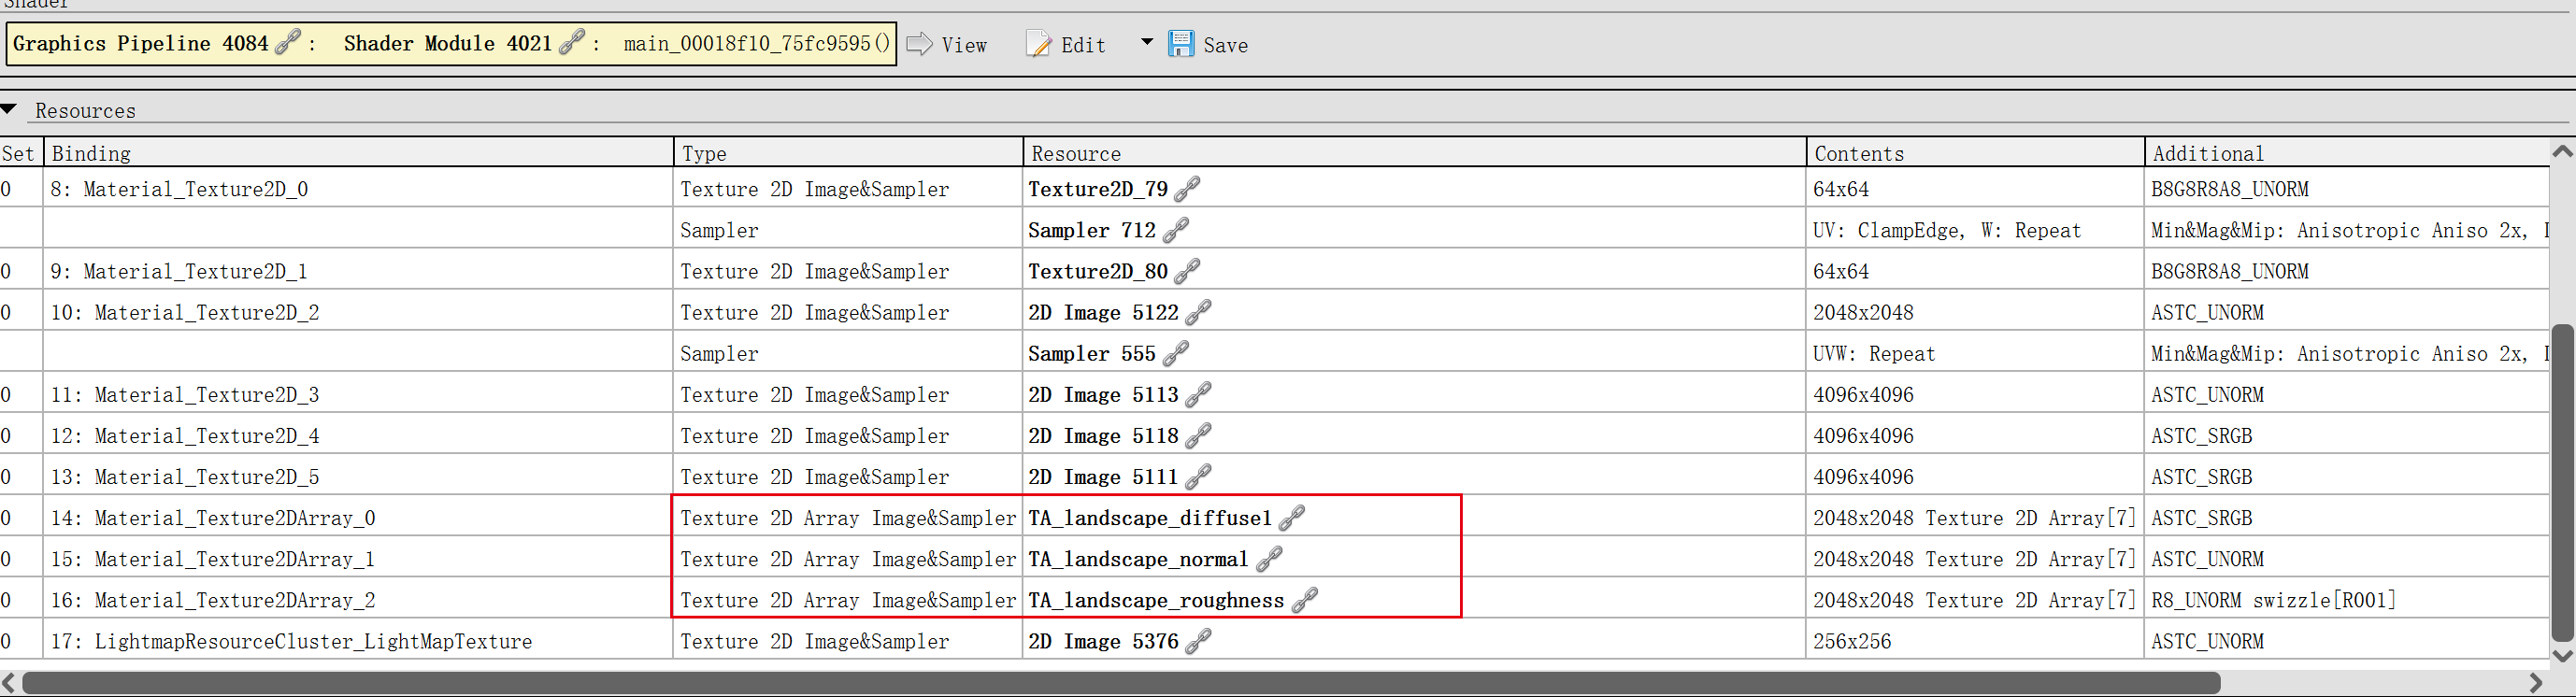 Shader
Graphics Pipeline 4084 : Shader Module 4021 : main_00018f10_75fc9595() View Edit Save
Resources
Set Binding Type Resource Contents Additional
0 8: Material_Texture2D_0 Texture 2D Image&Sampler Texture2D_79 64x64 B8G8R8A8_UNORM
Sampler Sampler 712 UV: ClampEdge, W: Repeat Min&Mag&Mip: Anisotropic Aniso 2x,
0 9: Material_Texture2D_1 Texture 2D Image&Sampler Texture2D_80 64x64 B8G8R8A8_UNORM
0 10: Material_Texture2D_2 Texture 2D Image&Sampler 2D Image 5122 2048x2048 ASTC_UNORM
Sampler Sampler 555 UVW: Repeat Min&Mag&Mip: Anisotropic Aniso 2x,
0 11: Material_Texture2D_3 Texture 2D Image&Sampler 2D Image 5113 4096x4096 ASTC_UNORM
0 12: Material_Texture2D_4 Texture 2D Image&Sampler 2D Image 5118 4096x4096 ASTC_SRGB
0 13: Material_Texture2D_5 Texture 2D Image&Sampler 2D Image 5111 4096x4096 ASTC_SRGB
0 14: Material_Texture2DArray_0 Texture 2D Array Image&Sampler TA_landscape_diffuse1 2048x2048 Texture 2D Array[7] ASTC_SRGB
0 15: Material_Texture2DArray_1 Texture 2D Array Image&Sampler TA_landscape_normal 2048x2048 Texture 2D Array[7] ASTC_UNORM
0 16: Material_Texture2DArray_2 Texture 2D Array Image&Sampler TA_landscape_roughness 2048x2048 Texture 2D Array[7] R8_UNORM swizzle[R001]
0 17: LightmapResourceCluster_LightMapTexture Texture 2D Image&Sampler 2D Image 5376 256x256 ASTC_UNORM